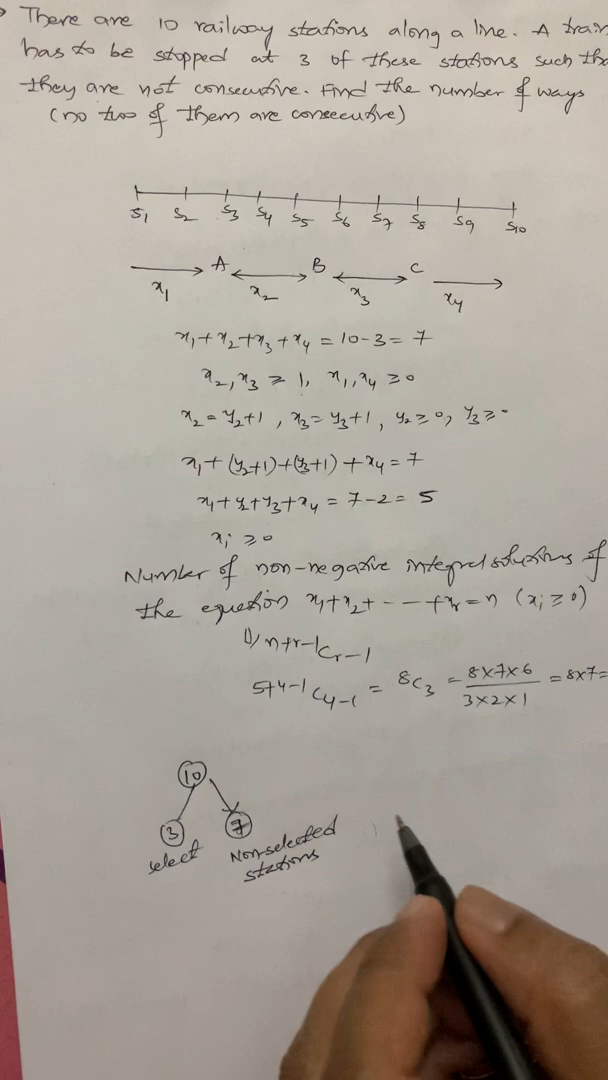 There are 10 railway stations along a line. A train
has to be stopped at 3 of these stations such tha
they are not consecutive. Find the number of ways
(no two of them are consecutive)
S1 S2 S3 S4 S5 S6 S7 S8 S9 S10
A B C
x1 x2 x3 x4
x1 + x2 + x3 + x4 = 10 - 3 = 7
x2, x3 ≥ 1, x1, x4 ≥ 0
x2 = y2 + 1, x3 = y3 + 1, y2 ≥ 0, y3 ≥ 0
x1 + (y2+1) + (y3+1) + x4 = 7
x1 + y2 + y3 + x4 = 7 - 2 = 5
xi ≥ 0
Number of non-negative integral solutions of
the equation x1 + x2 + --- + xr = n (xi ≥ 0)
is n+r-1Cr-1
5+4-1C4-1 = 8C3 = 8×7×6/3×2×1 = 8×7=
10
3 7
select Non-selected
stations